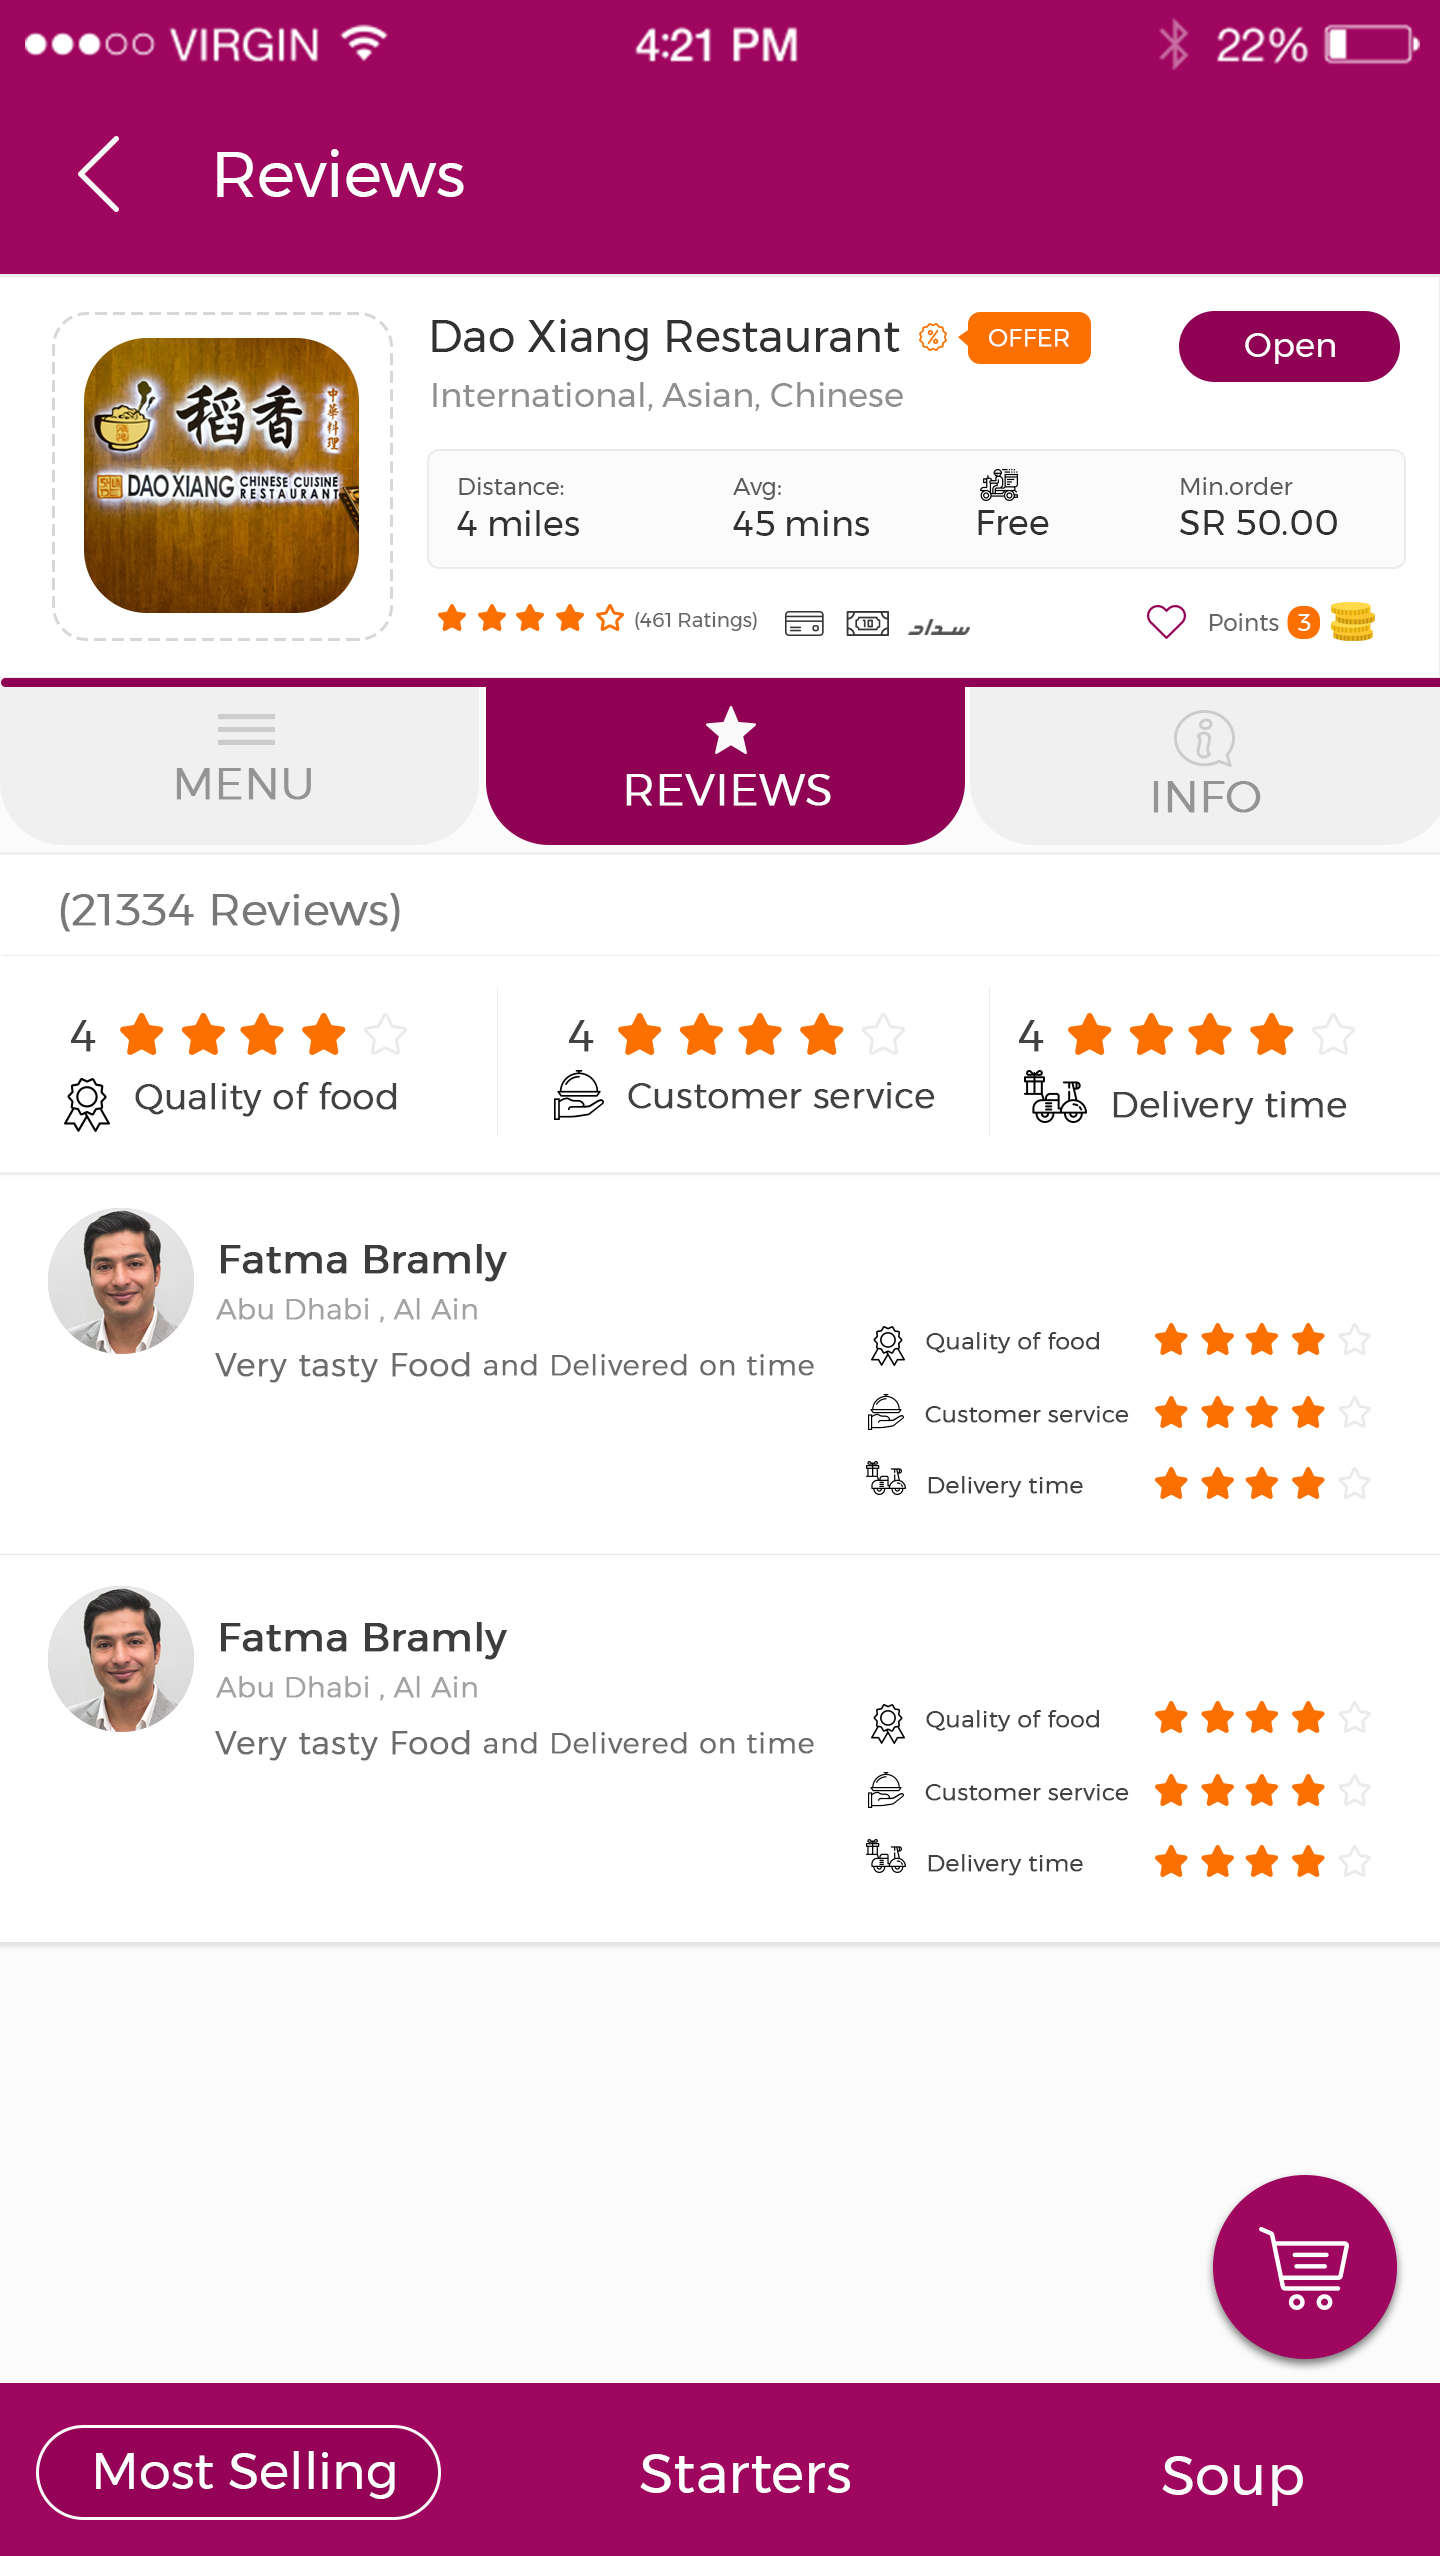 VIRGIN 4:21 PM 22%
Reviews
Dao Xiang Restaurant % OFFER Open
International, Asian, Chinese
稻香 中華料理
DAO XIANG CHINESE CUISINE RESTAURANT
Distance: Avg: Min.order
4 miles 45 mins Free SR 50.00
(461 Ratings) 10 سداد Points 3
MENU REVIEWS INFO
(21334 Reviews)
4 4 4
Quality of food Customer service Delivery time
Fatma Bramly
Abu Dhabi , Al Ain
Very tasty Food and Delivered on time
Quality of food
Customer service
Delivery time
Fatma Bramly
Abu Dhabi , Al Ain
Very tasty Food and Delivered on time
Quality of food
Customer service
Delivery time
Most Selling Starters Soup